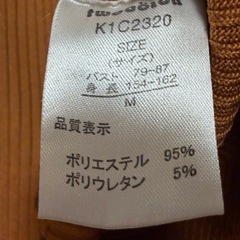 K1C2320
SIZE
(サイズ)
バスト 79-87
身長 154-162
M
品質表示
ポリエステル 95%
ポリウレタン 5%